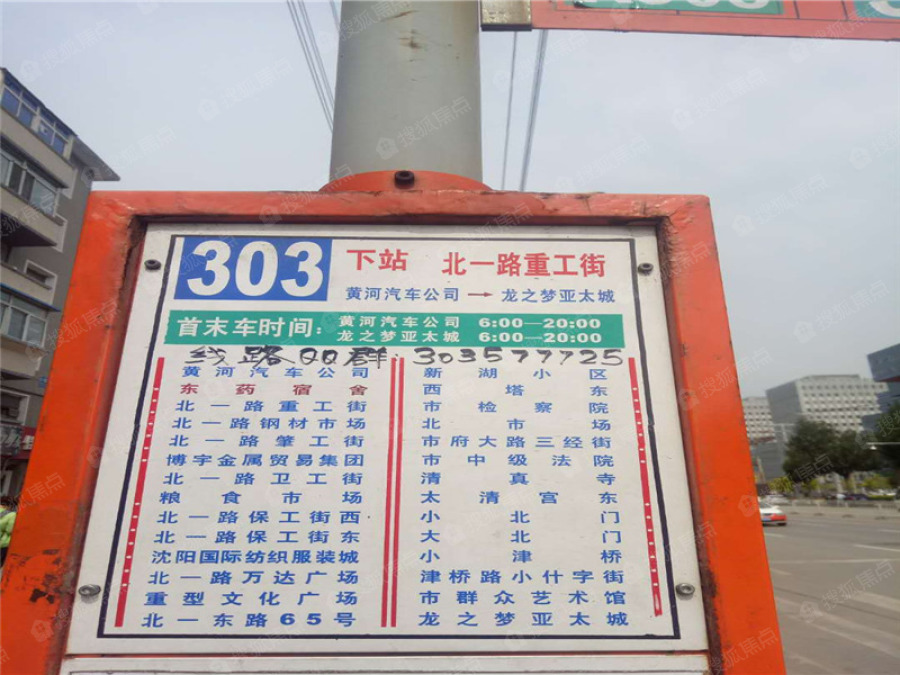 303
下站 北一路重工街
黄河汽车公司 → 龙之梦亚太城
首末车时间：
黄河汽车公司 6:00—20:00
龙之梦亚太城 6:00—20:00
线路QQ群：303577725
黄河汽车公司
东药宿舍
北一路重工街
北一路钢材市场
北一路肇工街
博宇金属贸易集团
北一路卫工街
粮食市场
北一路保工街西
北一路保工街东
沈阳国际纺织服装城
北一路万达广场
重型文化广场
北一东路65号
新湖小区
西塔东
市检察院
北市场
市府大路三经街
市中级法院
清真寺
太清宫东
小北门
大北门
小津桥
津桥路小什字街
市群众艺术馆
龙之梦亚太城
搜狐焦点